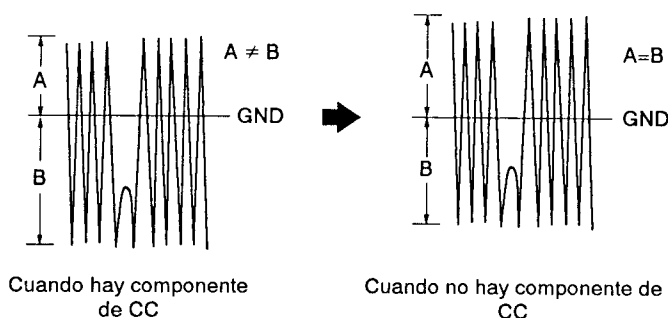 A
A ≠ B
GND
B
Cuando hay componente
de CC
A
A=B
GND
B
Cuando no hay componente de
CC